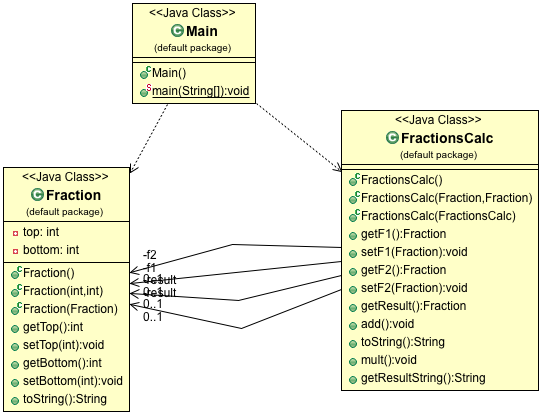 <<Java Class>>
Main
(default package)
Main()
main(String[]):void
<<Java Class>>
FractionsCalc
(default package)
FractionsCalc()
FractionsCalc(Fraction,Fraction)
FractionsCalc(FractionsCalc)
getF1():Fraction
setF1(Fraction):void
getF2():Fraction
setF2(Fraction):void
getResult():Fraction
add():void
toString():String
mult():void
getResultString():String
<<Java Class>>
Fraction
(default package)
top: int
bottom: int
Fraction()
Fraction(int,int)
Fraction(Fraction)
getTop():int
setTop(int):void
getBottom():int
setBottom(int):void
toString():String
-f2
-f1
-result
0..1
-result
0..1
0..1